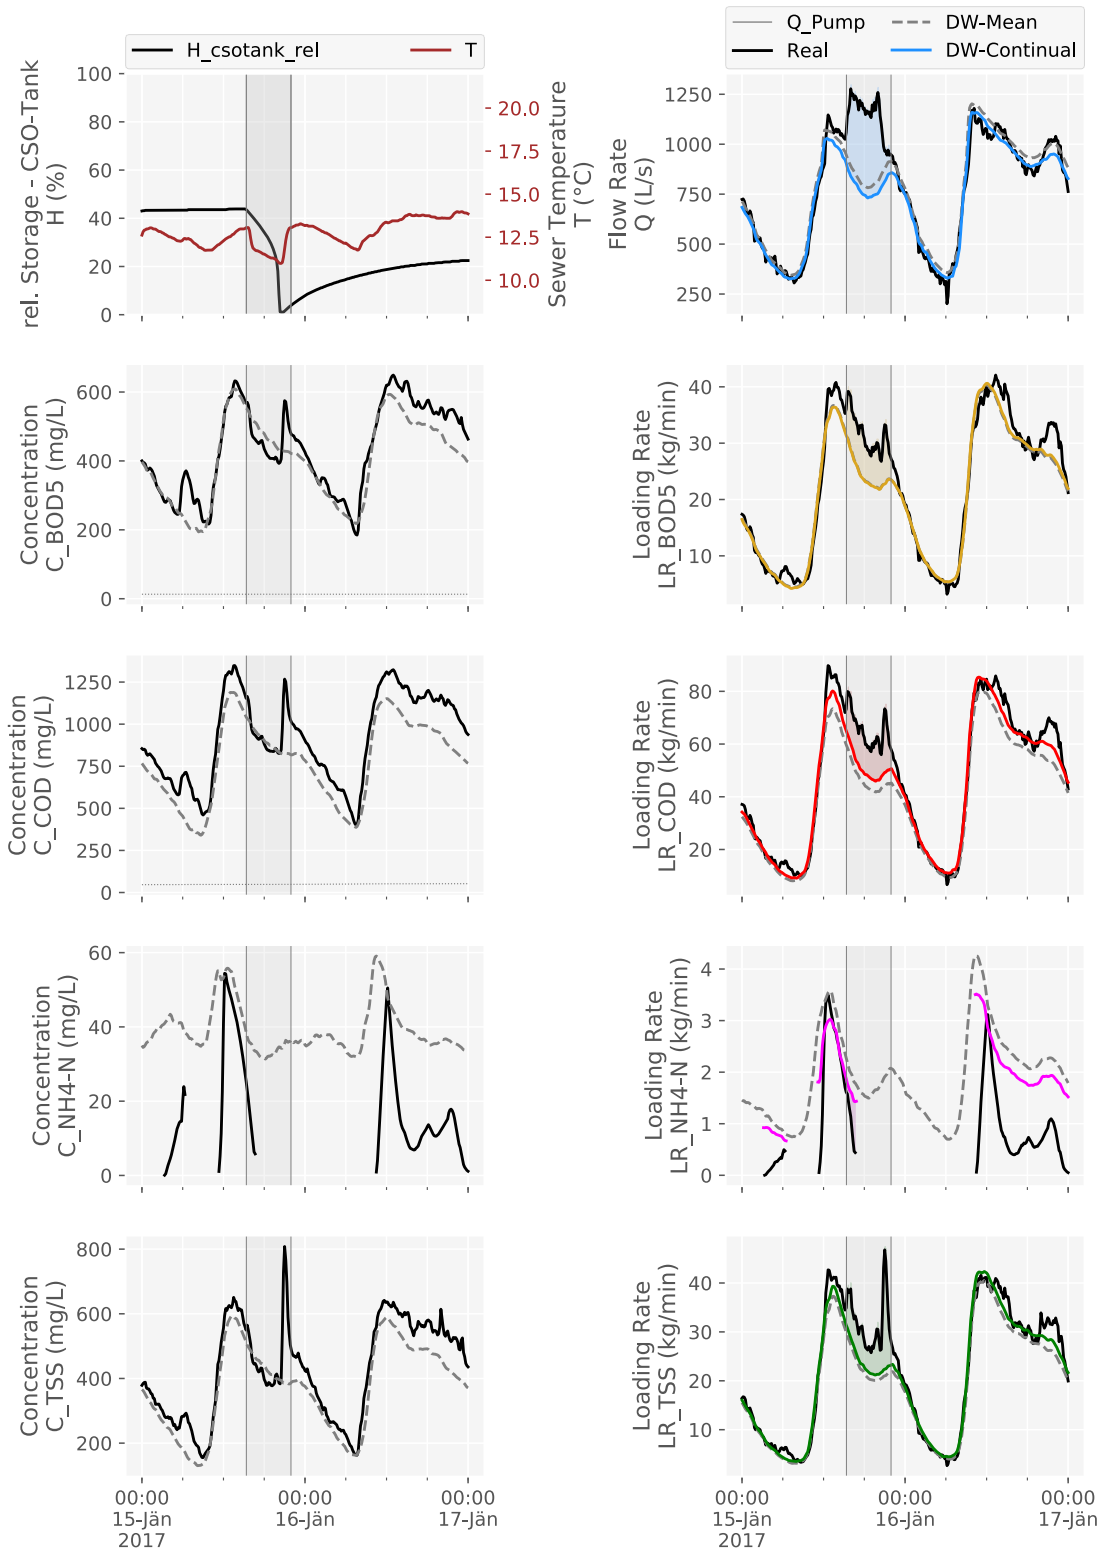 H_csotank_rel
T
Q_Pump
DW-Mean
Real
DW-Continual
rel. Storage - CSO-Tank
H (%)
100
80
60
40
20
0
20.0
17.5
15.0
12.5
10.0
Sewer Temperature
T (°C)
Flow Rate
Q (L/s)
1250
1000
750
500
250
Concentration
C_BOD5 (mg/L)
600
400
200
0
Loading Rate
LR_BOD5 (kg/min)
40
30
20
10
Concentration
C_COD (mg/L)
1250
1000
750
500
250
0
Loading Rate
LR_COD (kg/min)
80
60
40
20
Concentration
C_NH4-N (mg/L)
60
40
20
0
Loading Rate
LR_NH4-N (kg/min)
4
3
2
1
0
Concentration
C_TSS (mg/L)
800
600
400
200
Loading Rate
LR_TSS (kg/min)
40
30
20
10
00:00
15-Jän
2017
00:00
16-Jän
00:00
17-Jän
00:00
15-Jän
2017
00:00
16-Jän
00:00
17-Jän